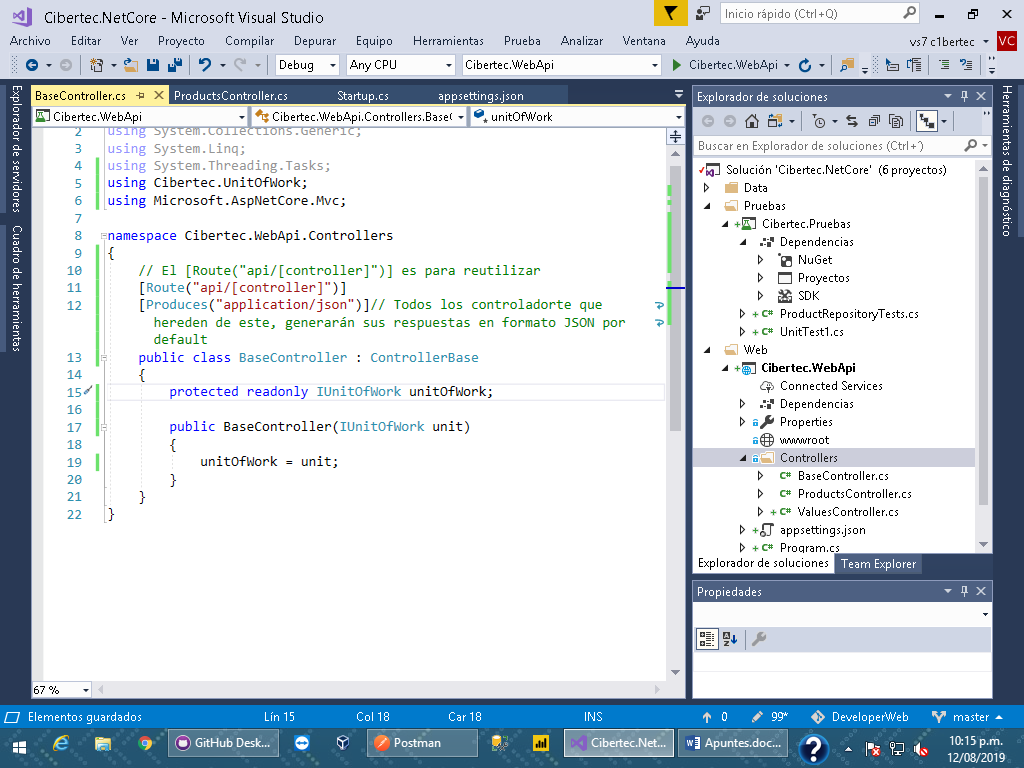 Cibertec.NetCore - Microsoft Visual Studio
Inicio rápido (Ctrl+Q)
Archivo Editar Ver Proyecto Compilar Depurar Equipo Herramientas Prueba Analizar Ventana Ayuda
vs7 c1bertec VC
Debug Any CPU Cibertec.WebApi Cibertec.WebApi
Explorador de servidores
Cuadro de herramientas
BaseController.cs ProductsController.cs Startup.cs appsettings.json
Cibertec.WebApi Cibertec.WebApi.Controllers.Base unitOfWork
2 using System.Collections.Generic;
3 using System.Linq;
4 using System.Threading.Tasks;
5 using Cibertec.UnitOfWork;
6 using Microsoft.AspNetCore.Mvc;
7
8 namespace Cibertec.WebApi.Controllers
9 {
10 // El [Route("api/[controller]")] es para reutilizar
11 [Route("api/[controller]")]
12 [Produces("application/json")]// Todos los controladorte que
hereden de este, generarán sus respuestas en formato JSON por
default
13 public class BaseController : ControllerBase
14 {
15 protected readonly IUnitOfWork unitOfWork;
16
17 public BaseController(IUnitOfWork unit)
18 {
19 unitOfWork = unit;
20 }
21 }
22 }
67 %
Explorador de soluciones
Buscar en Explorador de soluciones (Ctrl+´)
Solución 'Cibertec.NetCore' (6 proyectos)
Data
Pruebas
Cibertec.Pruebas
Dependencias
NuGet
Proyectos
SDK
ProductRepositoryTests.cs
UnitTest1.cs
Web
Cibertec.WebApi
Connected Services
Dependencias
Properties
wwwroot
Controllers
BaseController.cs
ProductsController.cs
ValuesController.cs
appsettings.json
Program.cs
Explorador de soluciones Team Explorer
Propiedades
Herramientas de diagnóstico
Elementos guardados Lín 15 Col 18 Car 18 INS 0 99* DeveloperWeb master
GitHub Desk... Postman Cibertec.Net... Apuntes.doc... 10:15 p.m.
12/08/2019